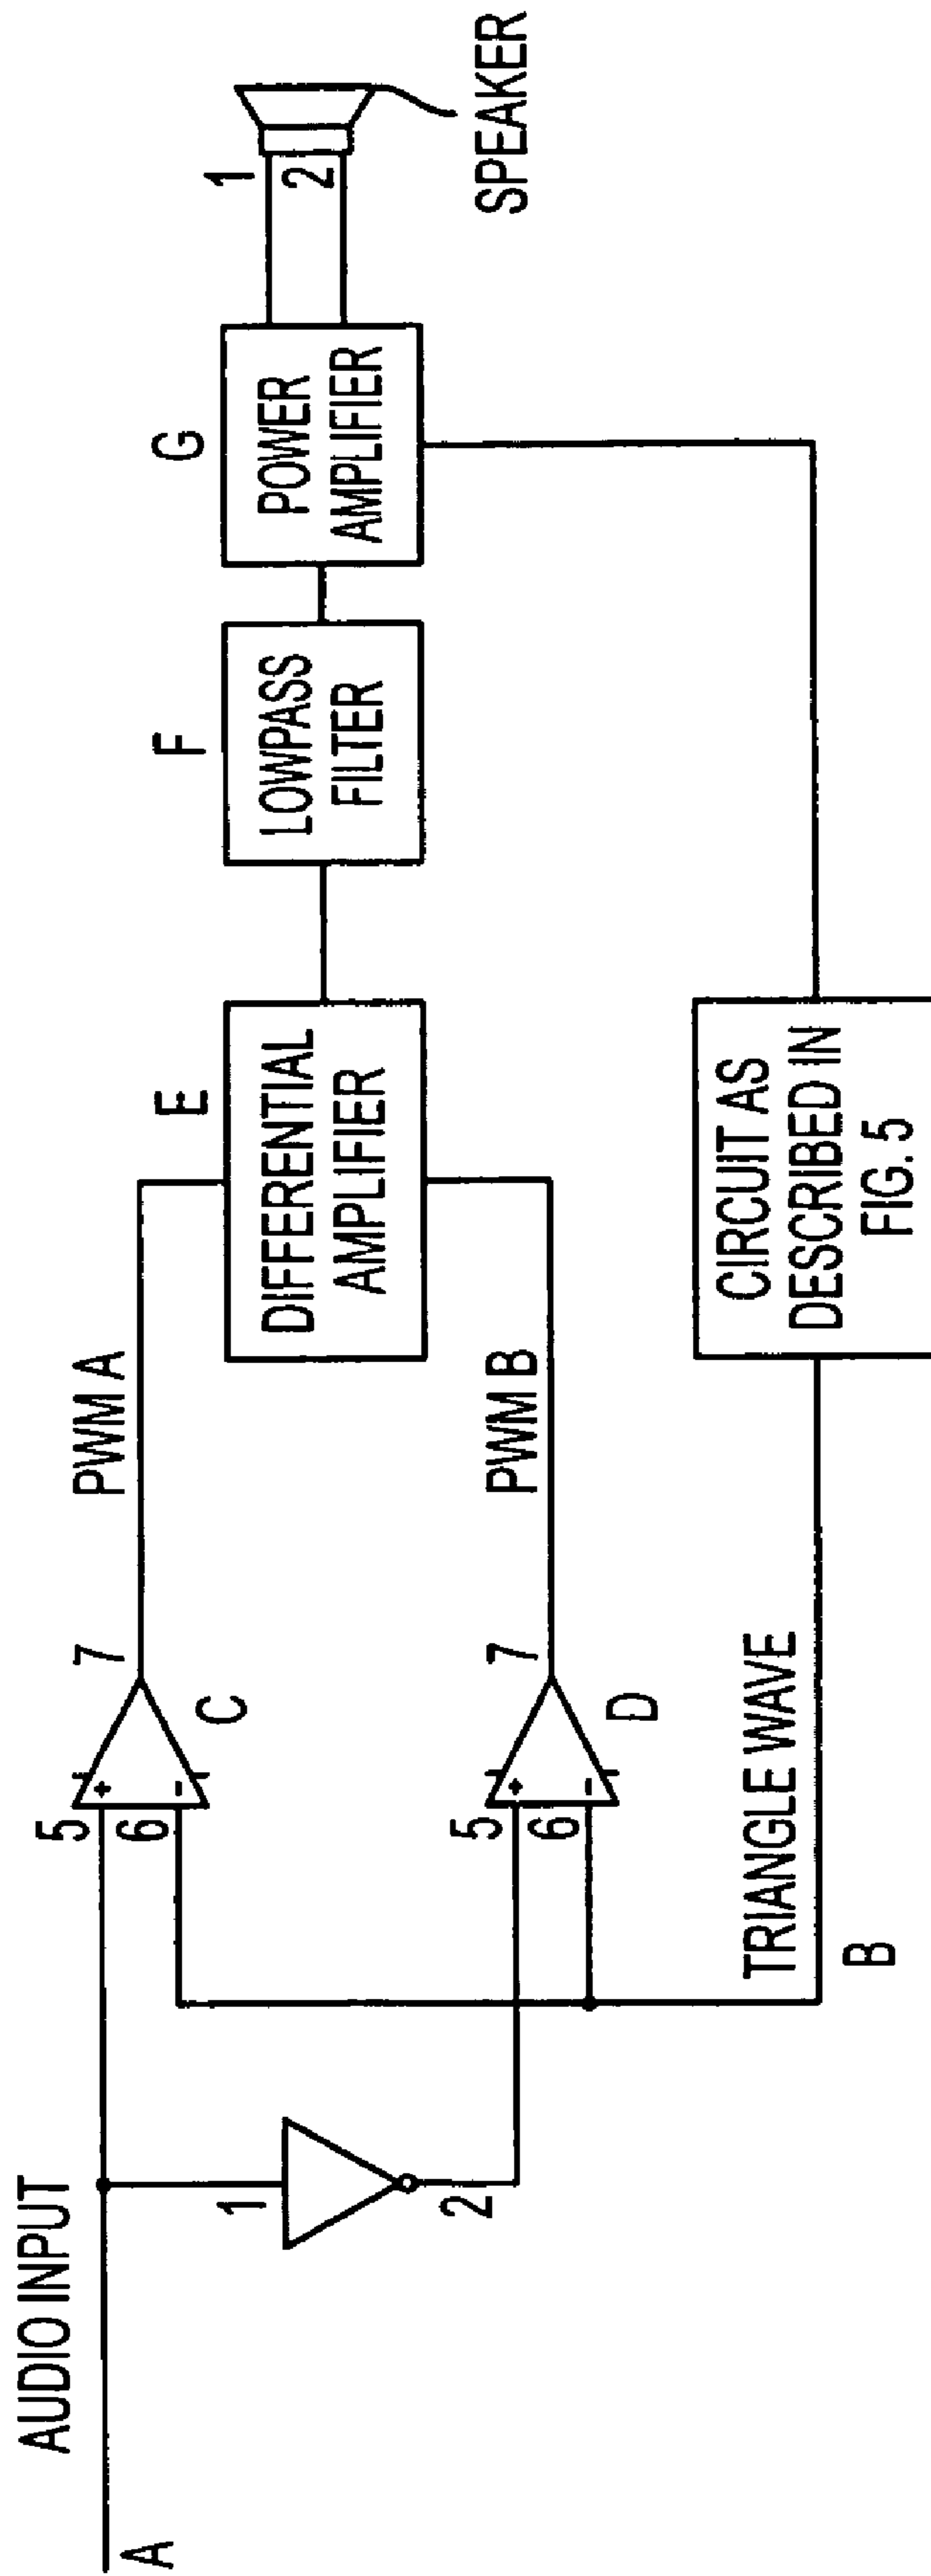 AUDIO INPUT
A
1
2
5
+
6
-
7
C
PWM A
5
+
6
-
7
D
PWM B
TRIANGLE WAVE
B
E
DIFFERENTIAL
AMPLIFIER
F
LOWPASS
FILTER
G
POWER
AMPLIFIER
1
2
SPEAKER
CIRCUIT AS
DESCRIBED IN
FIG. 5